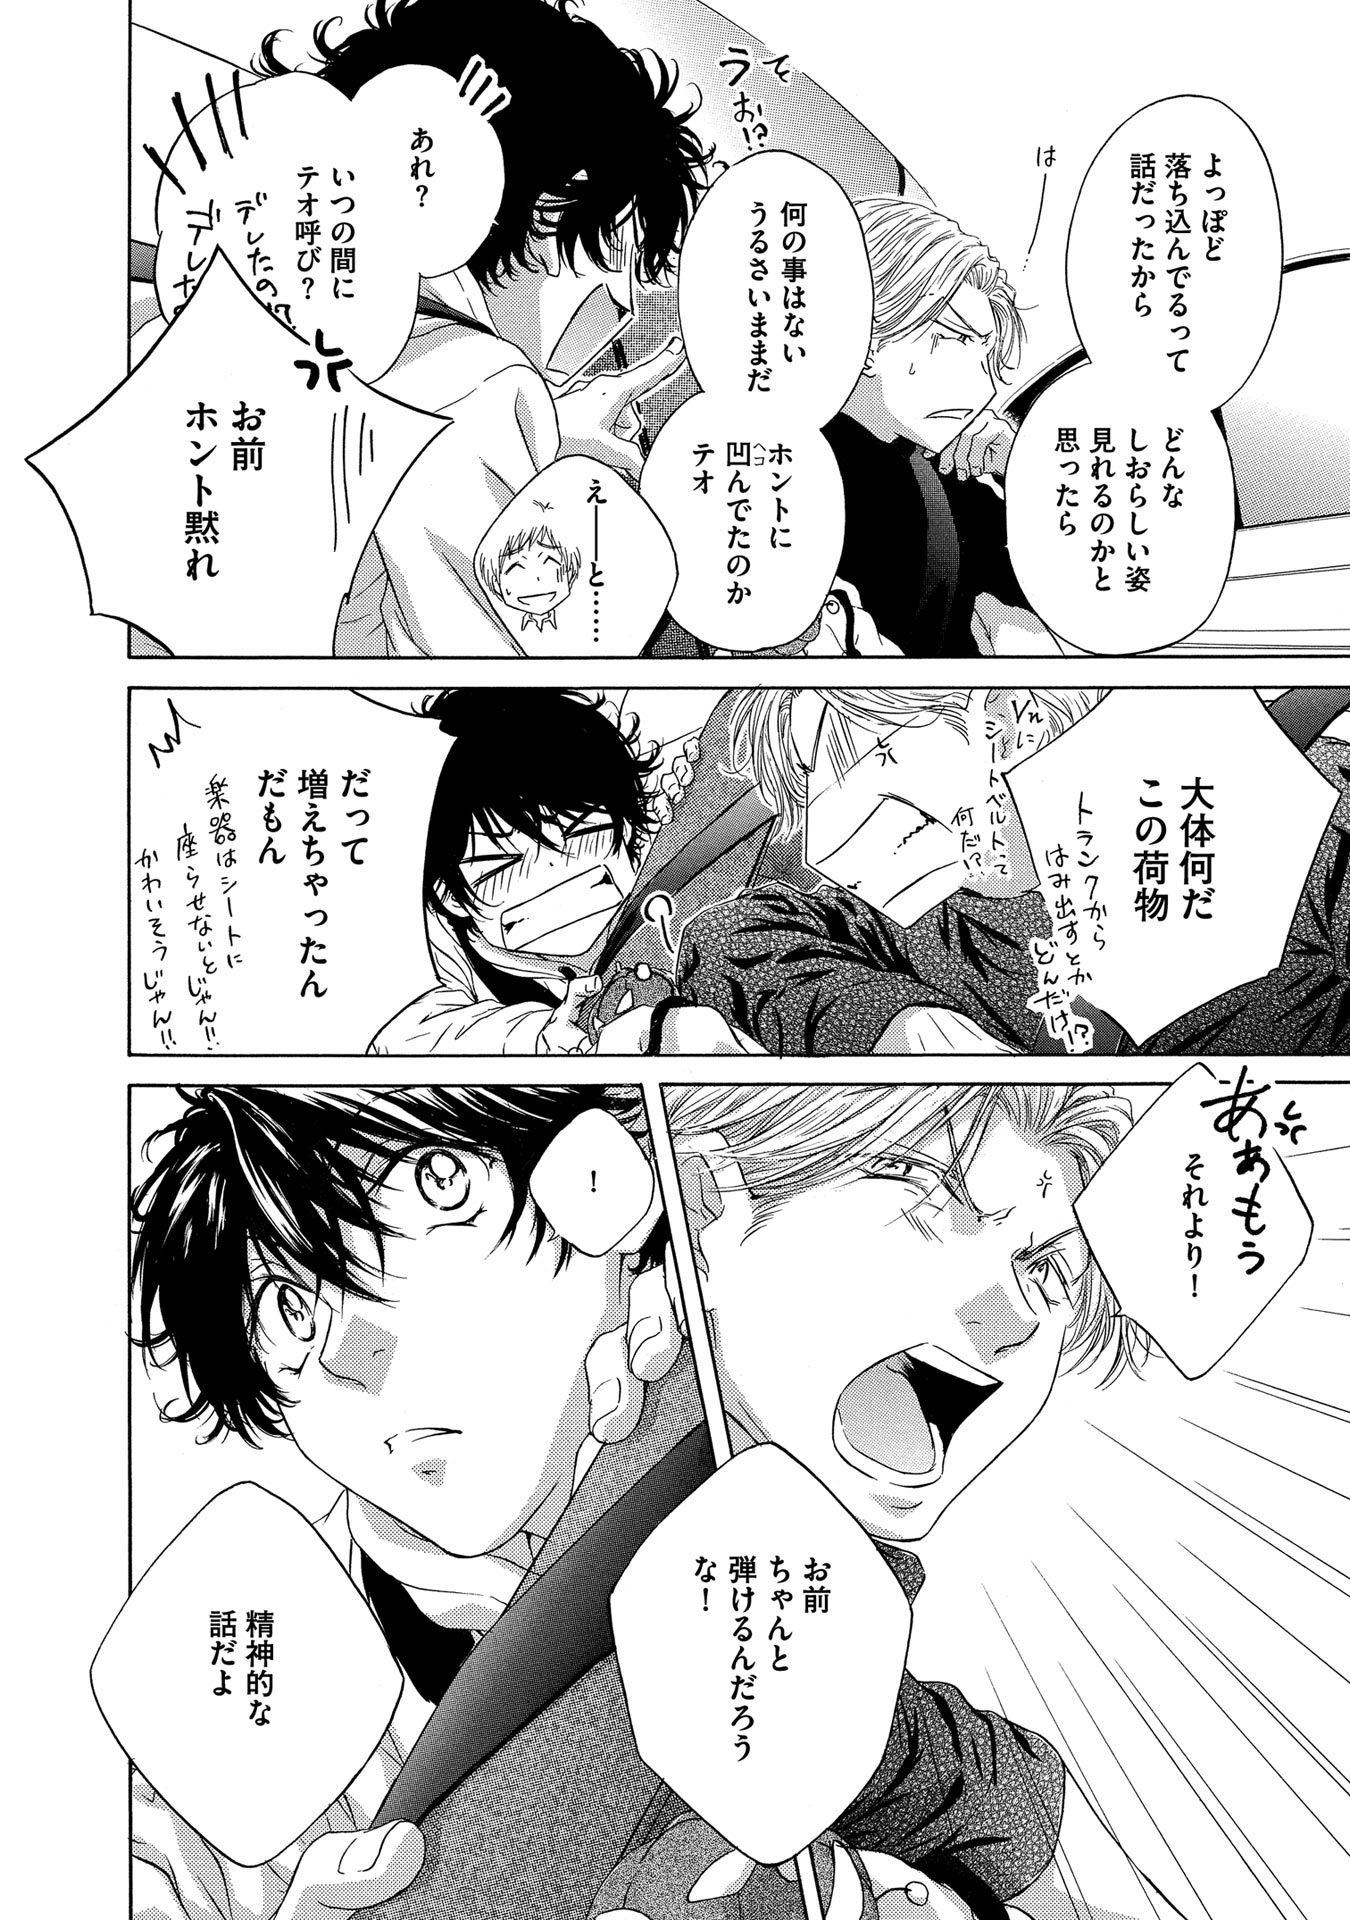 よっぽど
落ち込んでるって
話だったから
どんな
しおらしい姿
見れるのかと
思ったら
はー
何の事はない
うるさいままだ
ホントに
凹んでたのか
ヘコ
テオ
うお!?
えーーと……
あれ?
いつの間に
テオ呼び?
デレたの!?
お前
ホント黙れ
大体何だ
この荷物
トランクから
はみ出すとか
どんだけ!?
Vnに
シートベルトって
何だ!?
だって
増えちゃったん
だもん
楽器はシートに
座らせないとじゃん!!
かわいそうじゃん!!
あぁもう
それより!
お前
ちゃんと
弾けるんだろう
な!
!
精神的な
話だよ